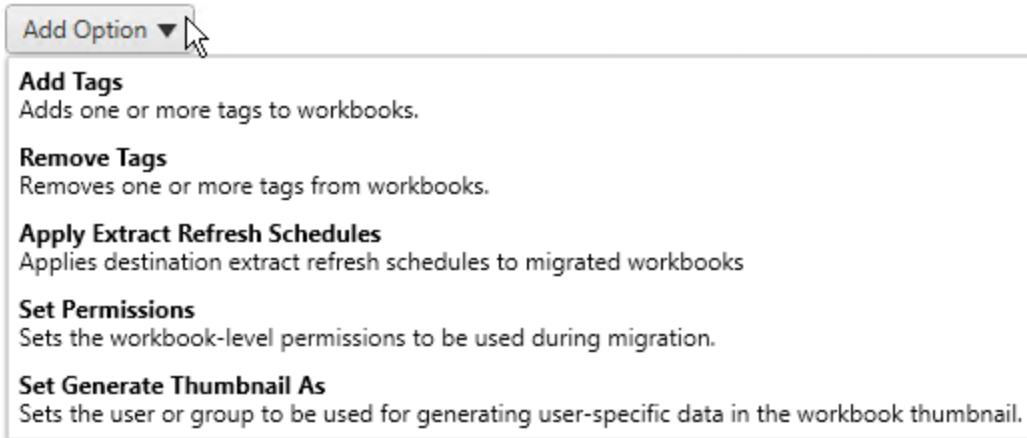 Add Option
Add Tags
Adds one or more tags to workbooks.
Remove Tags
Removes one or more tags from workbooks.
Apply Extract Refresh Schedules
Applies destination extract refresh schedules to migrated workbooks
Set Permissions
Sets the workbook-level permissions to be used during migration.
Set Generate Thumbnail As
Sets the user or group to be used for generating user-specific data in the workbook thumbnail.